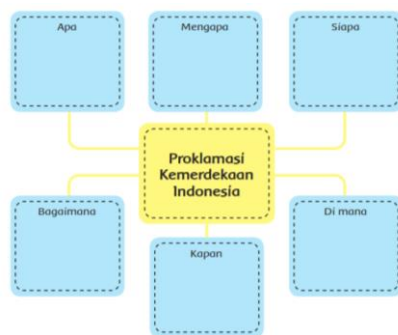 Apa
Mengapa
Siapa
Proklamasi
Kemerdekaan
Indonesia
Bagaimana
Kapan
Di mana